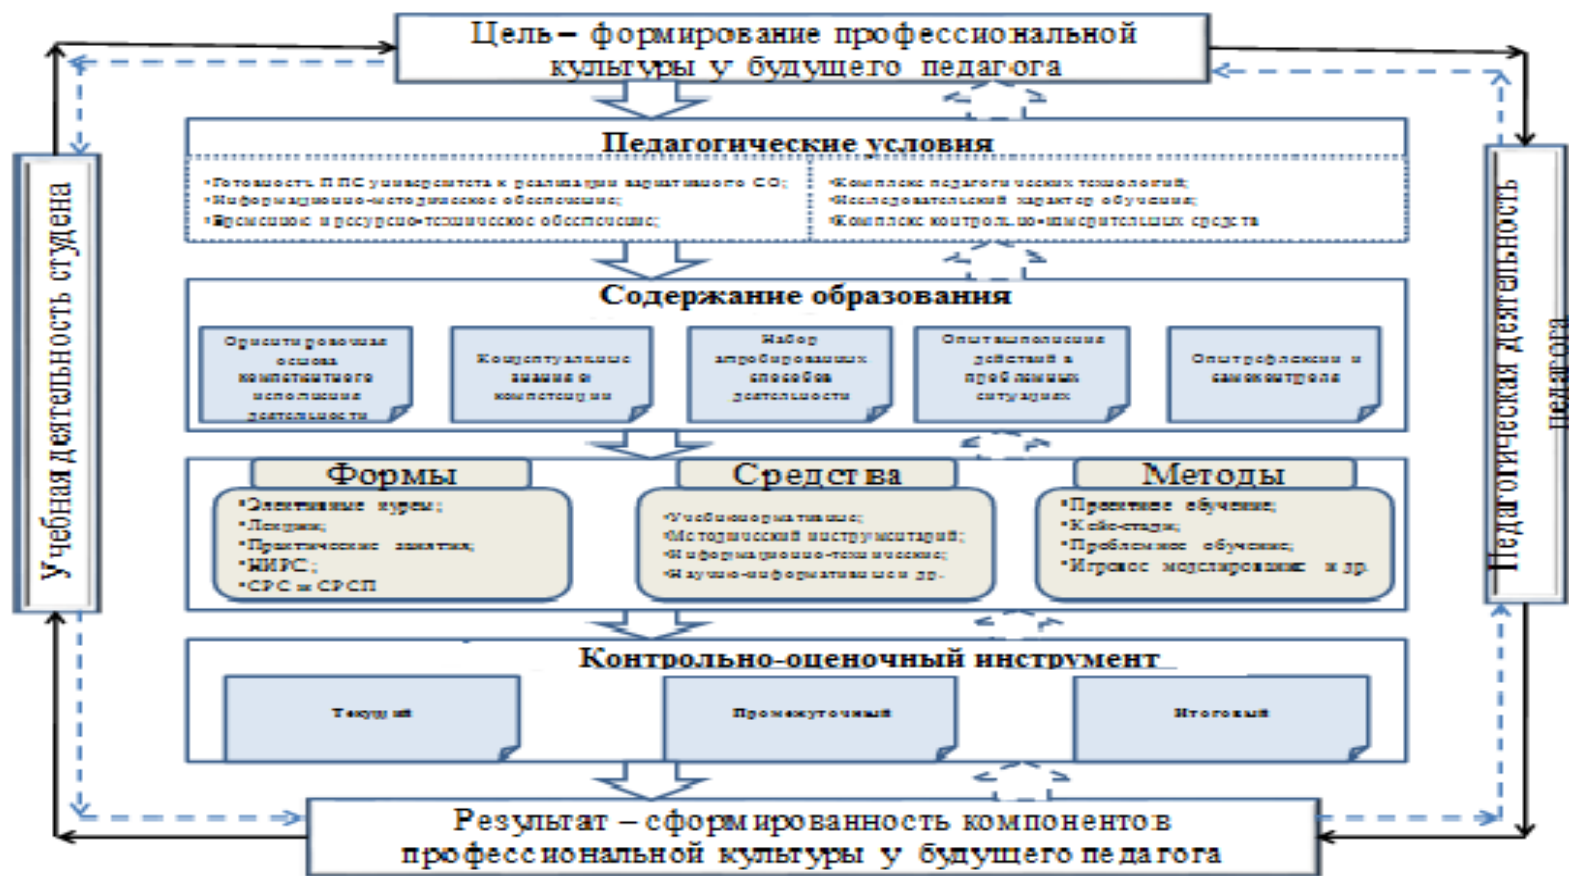 Цель – формирование профессиональной
культуры у будущего педагога
Педагогические условия
•Готовность ППС университета к реализации вариативного СО;
•Информационно-методическое обеспечение;
•Временное и ресурсно-техническое обеспечение;
•Комплекс педагогических технологий;
•Исследовательский характер обучения;
•Комплекс контрольно-измерительных средств
Содержание образования
Ориентировочная
основа
компетентного
исполнения
деятельности
Концептуальные
знания о
компетенции
Набор
апробированных
способов
деятельности
Опыт выполнения
действий в
проблемных
ситуациях
Опыт рефлексии и
самоконтроля
Формы
•Элективные курсы;
•Лекции;
•Практические занятия;
•НИРС;
•СРС и СРСП
Средства
•Учебно-нормативные;
•Методический инструментарий;
•Информационно-технические;
•Научно-информативные и др.
Методы
•Проектное обучение;
•Кейс-стади;
•Проблемное обучение;
•Игровое моделирование и др.
Контрольно-оценочный инструмент
Текущий
Промежуточный
Итоговый
Результат – сформированность компонентов
профессиональной культуры у будущего педагога
Учебная деятельность студена
Педагогическая деятельность
педагога